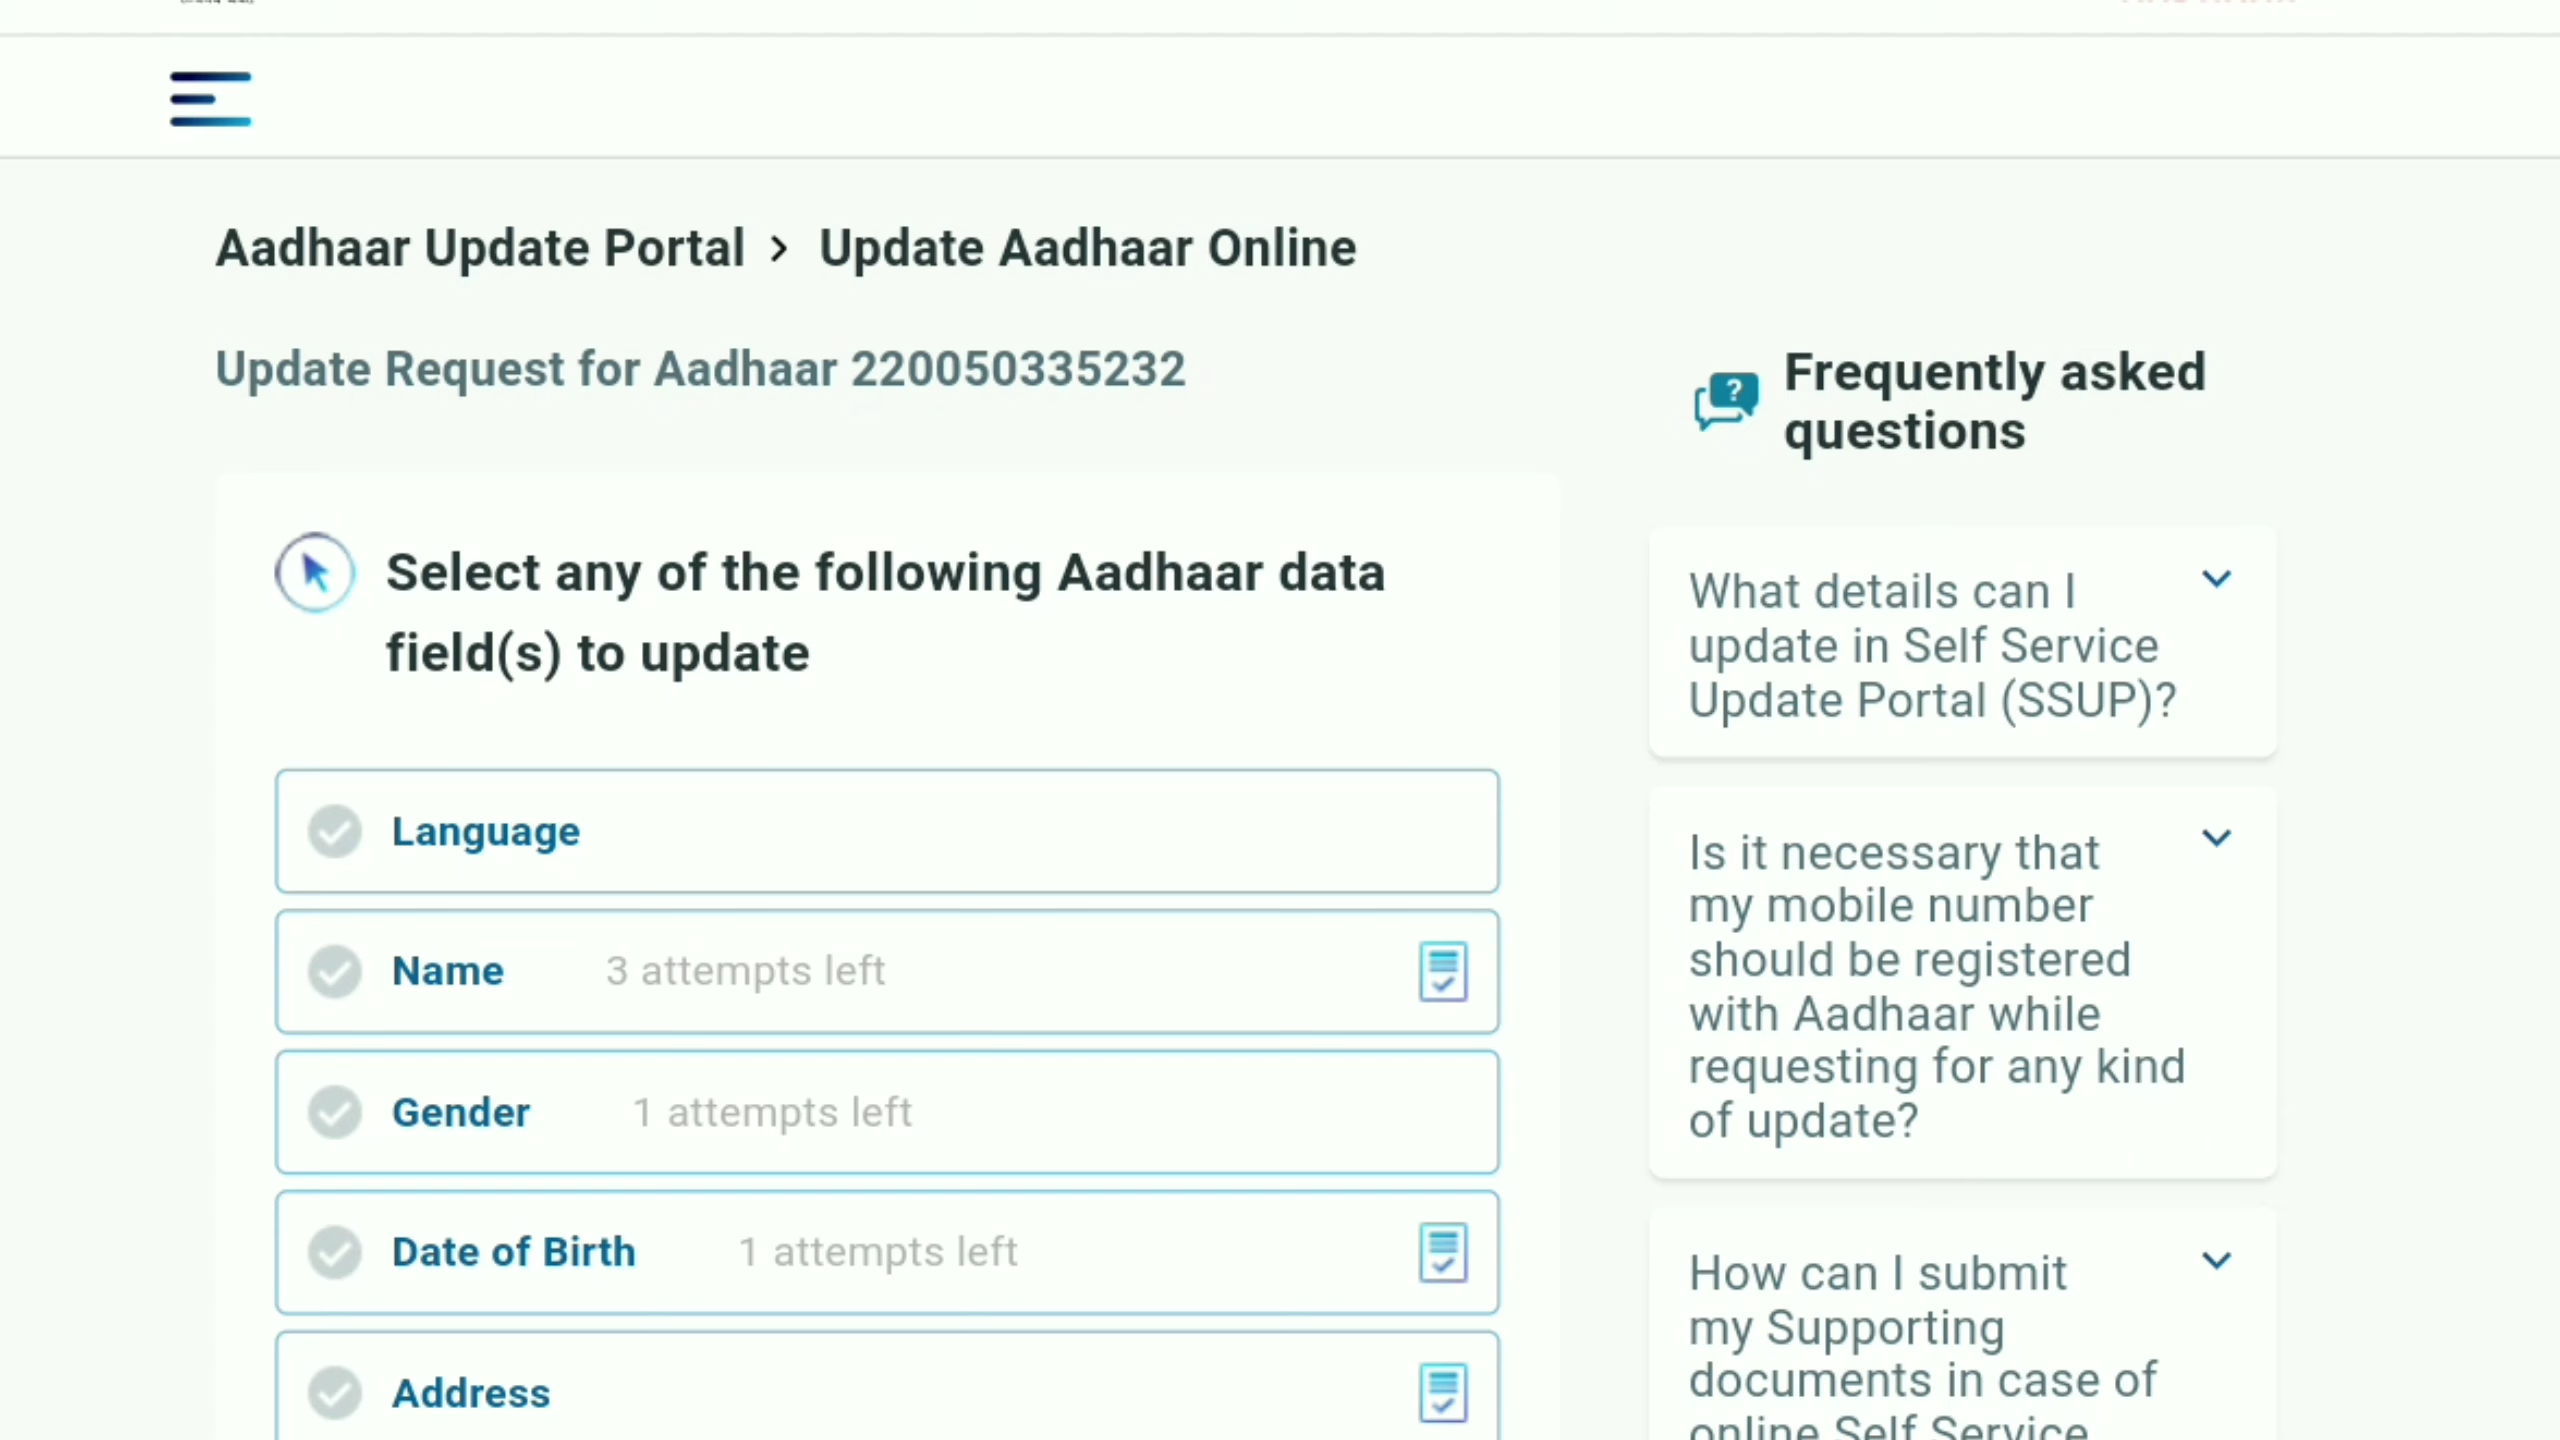 Aadhaar Update Portal > Update Aadhaar Online
Update Request for Aadhaar 220050335232
Select any of the following Aadhaar data
field(s) to update
Language
Name 3 attempts left
Gender 1 attempts left
Date of Birth 1 attempts left
Address
Frequently asked
questions
What details can I
update in Self Service
Update Portal (SSUP)?
Is it necessary that
my mobile number
should be registered
with Aadhaar while
requesting for any kind
of update?
How can I submit
my Supporting
documents in case of
online Self Service